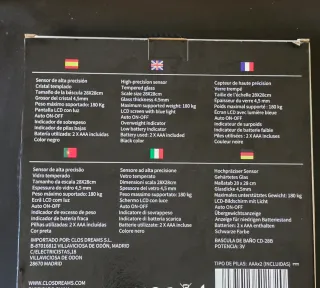 Sensor de alta precisión
Cristal templado
Tamaño de la báscula 28X28cm
Grosor del cristal 4,5mm
Peso máximo soportado: 180 Kg
Pantalla LCD con luz
Auto ON-OFF
Indicador de sobrepeso
Indicador de pilas bajas
Batería utilizada: 2 X AAA incluidas
Color negro
High-precision sensor
Tempered glass
Scale size 28X28cm
Glass thickness 4.5mm
Maximum supported weight: 180 kg
LCD screen with blue light
Auto ON-OFF
Overweight indicator
Low battery indicator
Battery used: 2 X AAA included
Black color
Capteur de haute précision
Verre trempé
Taille de l'échelle 28X28cm
Épaisseur du verre 4,5 mm
Poids maximal supporté: 180 kg
Écran LCD avec lumière bleue
Auto ON-OFF
Indicateur de surpoids
Indicateur de batterie faible
Piles utilisées: 2 x AAA incluses
Couleur noire
Sensor de alta precisão
Vidro temperado
Tamanho da escala 28X28cm
Espessura do vidro 4,5 mm
Peso máximo suportado: 180 kg
Ecrã LCD com luz
Auto ON-OFF
Indicador de excesso de peso
Indicador de bateria fraca
Pilhas utilizadas: 2 X AAA incluídas
Cor preta
Sensore ad alta precisione
Vetro temperato
Dimensioni scala 28X28cm
Spessore del vetro 4,5 mm
Peso massimo supportato: 180 kg
Schermo LCD con luce
Auto ON-OFF
Indicatore di sovrappeso
Indicatore di batteria scarica
Batterie utilizzate: 2 X AAA incluse
Colore nero
Hochpräziser Sensor
Gehärtetes Glas
Maßstab 28 x 28 cm
Glasdicke 4,5mm
Maximales unterstütztes Gewicht: 180 kg
LCD-Bildschirm mit Licht
Auto ON-OFF
Übergewichtsanzeige
Anzeige für niedrigen Batteriestand
Batterien: 2 x AAA enthalten
Schwarze Farbe
IMPORTADO POR: CLOS DREAMS S.L.
VILLAVICIOSA DE ODÓN, MADRID
C/ELECTRICISTAS,18
VILLAVICIOSA DE ODÓN
28670 MADRID
BÁSCULA DE BAÑO CD-28B
POTENCIA: 3V
TIPO DE PILAS: AAAx2 (INCLUIDAS)
WWW.CLOSDREAMS.COM